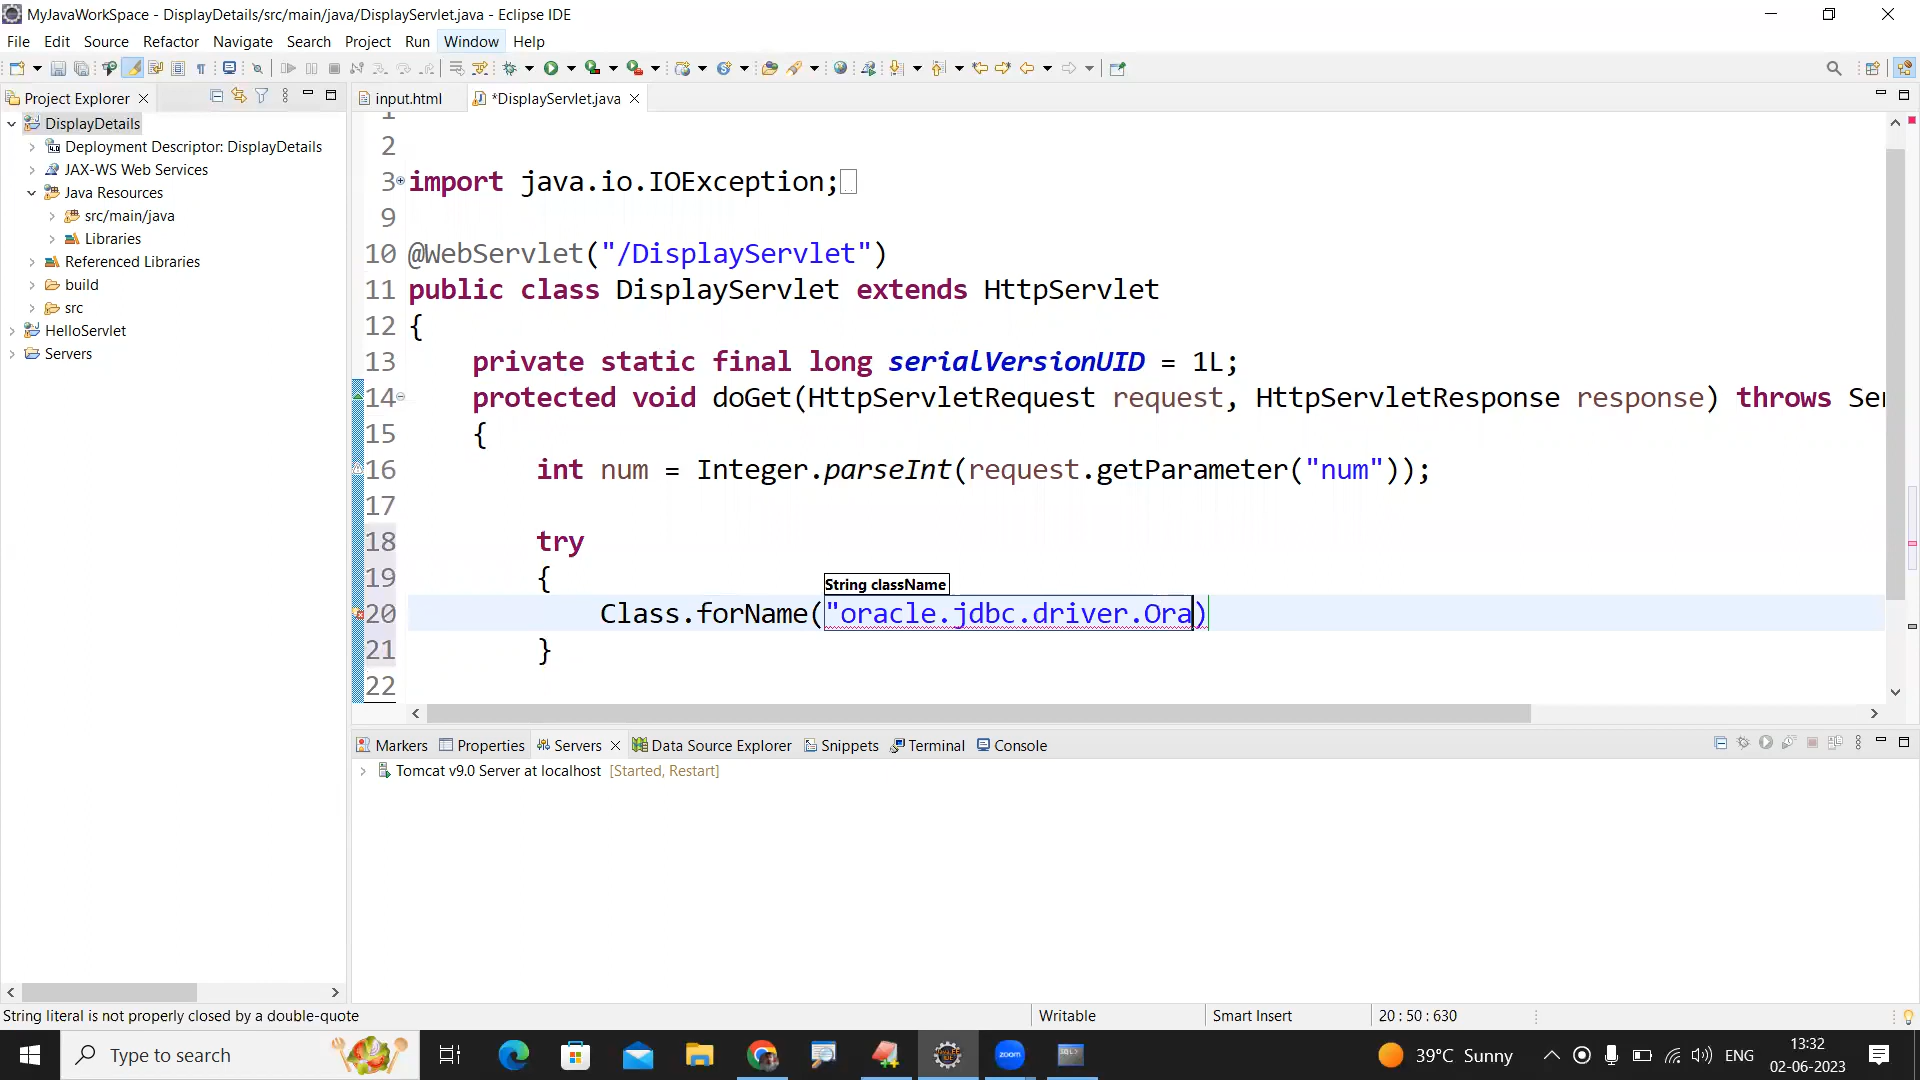 MyJavaWorkSpace - DisplayDetails/src/main/java/DisplayServlet.java - Eclipse IDE
File Edit Source Refactor Navigate Search Project Run Window Help
Project Explorer
input.html
*DisplayServlet.java
DisplayDetails
Deployment Descriptor: DisplayDetails
JAX-WS Web Services
Java Resources
src/main/java
Libraries
Referenced Libraries
build
src
HelloServlet
Servers
1
2
3 import java.io.IOException;
9
10 @WebServlet("/DisplayServlet")
11 public class DisplayServlet extends HttpServlet
12 {
13 private static final long serialVersionUID = 1L;
14 protected void doGet(HttpServletRequest request, HttpServletResponse response) throws Ser
15 {
16 int num = Integer.parseInt(request.getParameter("num"));
17
18 try
19 {
String className
20 Class.forName("oracle.jdbc.driver.Ora)
21 }
22
Markers Properties Servers Data Source Explorer Snippets Terminal Console
Tomcat v9.0 Server at localhost [Started, Restart]
String literal is not properly closed by a double-quote
Writable
Smart Insert
20 : 50 : 630
Type to search
zoom
39°C Sunny
ENG
13:32
02-06-2023